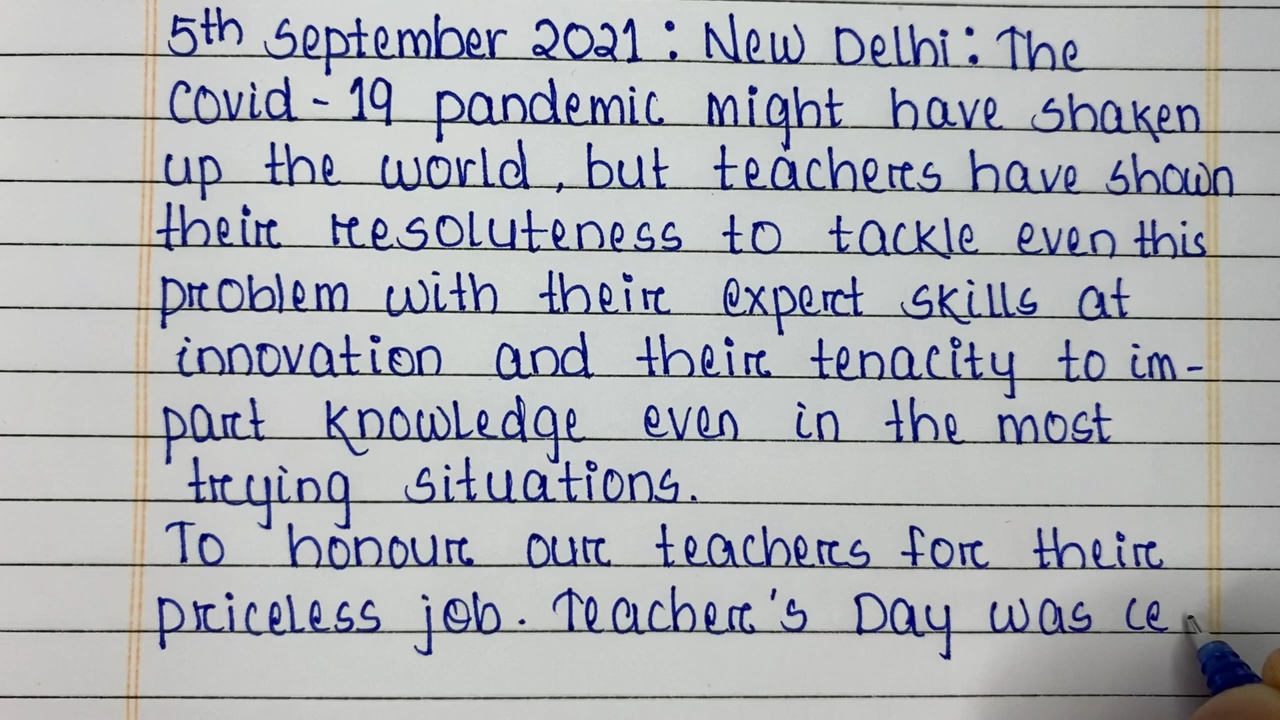 5th September 2021: New Delhi: The
covid-19 pandemic might have shaken
up the world, but teachers have shown
their resoluteness to tackle even this
problem with their expert skills at
innovation and their tenacity to im-
part knowledge even in the most
trying situations.
To honour our teachers for their
priceless job. Teacher's Day was ce